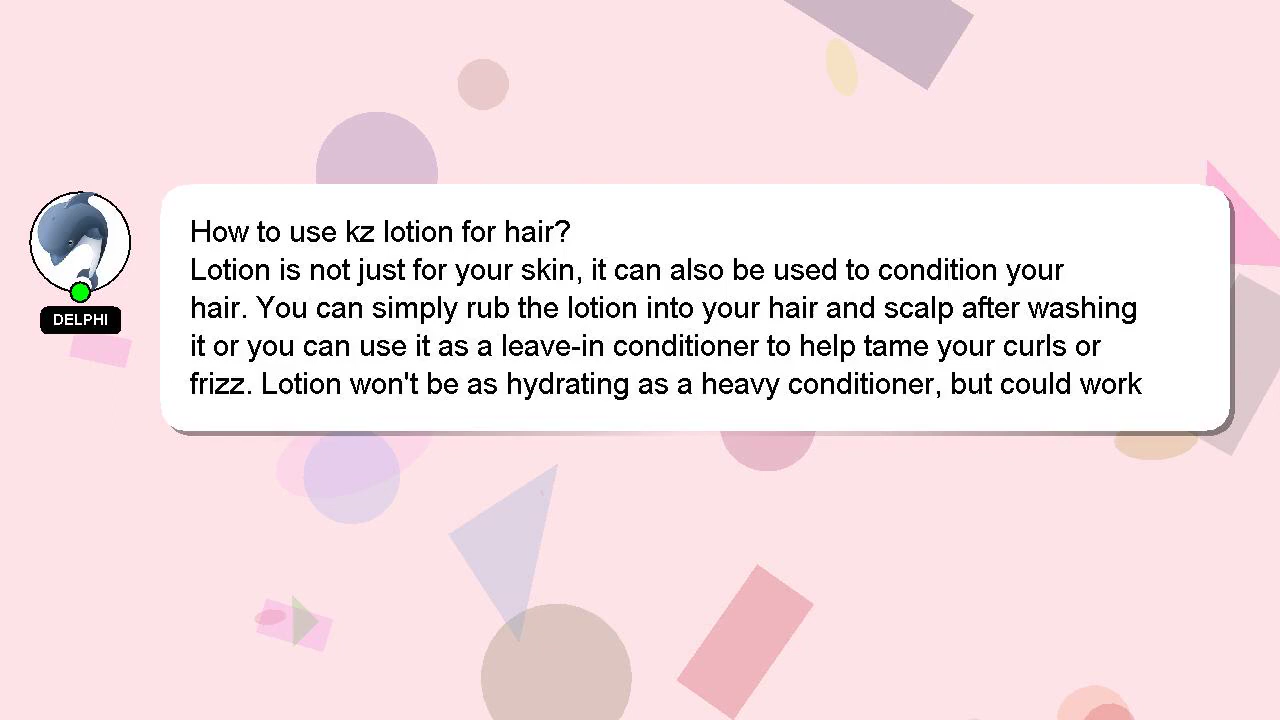 How to use kz lotion for hair?
Lotion is not just for your skin, it can also be used to condition your
hair. You can simply rub the lotion into your hair and scalp after washing
it or you can use it as a leave-in conditioner to help tame your curls or
frizz. Lotion won't be as hydrating as a heavy conditioner, but could work
DELPHI